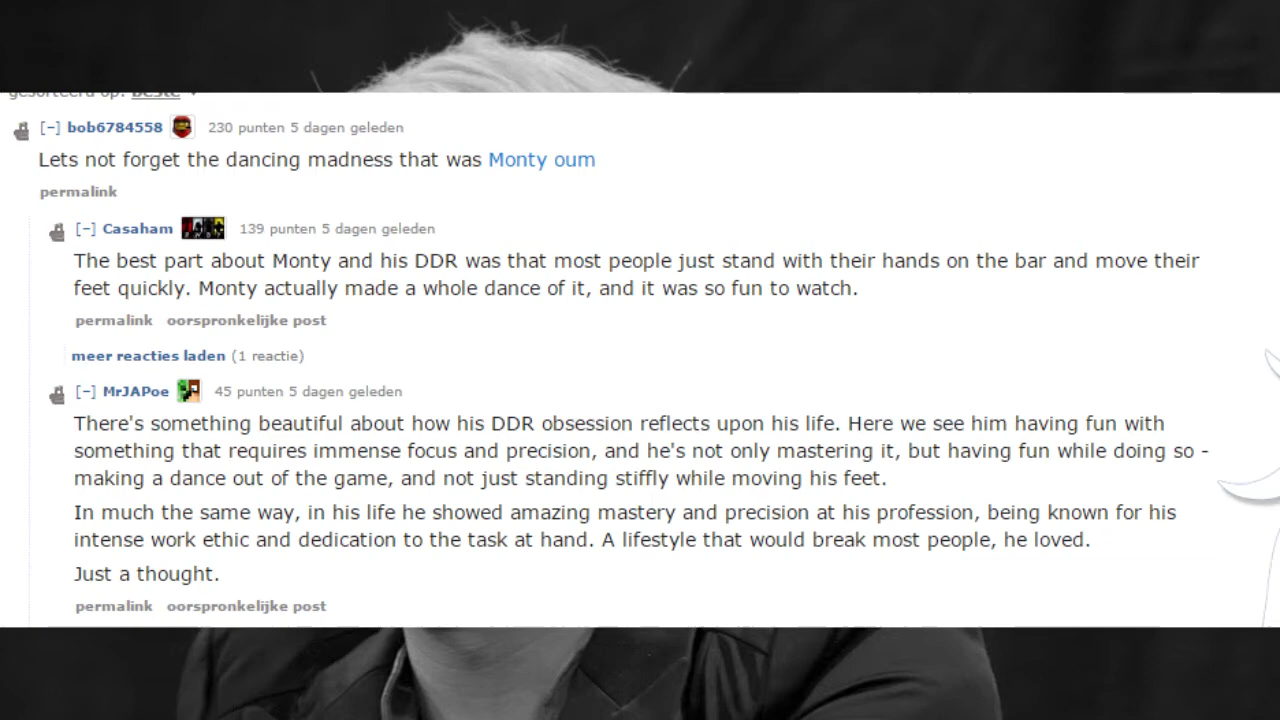 gesorteerd op: beste
[–] bob6784558 230 punten 5 dagen geleden
Lets not forget the dancing madness that was Monty oum
permalink
[–] Casaham 139 punten 5 dagen geleden
The best part about Monty and his DDR was that most people just stand with their hands on the bar and move their
feet quickly. Monty actually made a whole dance of it, and it was so fun to watch.
permalink oorspronkelijke post
meer reacties laden (1 reactie)
[–] MrJAPoe 45 punten 5 dagen geleden
There's something beautiful about how his DDR obsession reflects upon his life. Here we see him having fun with
something that requires immense focus and precision, and he's not only mastering it, but having fun while doing so -
making a dance out of the game, and not just standing stiffly while moving his feet.
In much the same way, in his life he showed amazing mastery and precision at his profession, being known for his
intense work ethic and dedication to the task at hand. A lifestyle that would break most people, he loved.
Just a thought.
permalink oorspronkelijke post